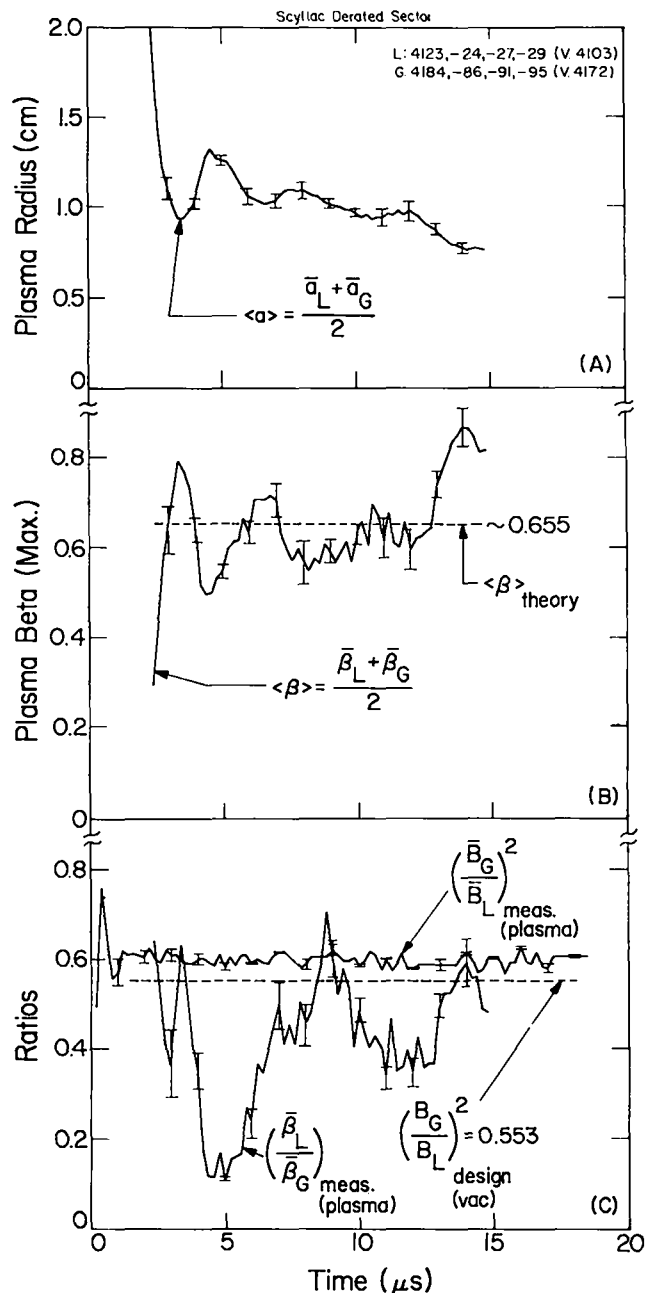 Scyllac Derated Sector
L: 4123,-24,-27,-29 (V. 4103)
G. 4184,-86,-91,-95 (V. 4172)
Plasma Radius (cm)
2.0
1.5
1.0
0.5
0
<a> = (ā_L + ā_G)/2
(A)
Plasma Beta (Max.)
0.8
0.6
0.4
0.2
0
~0.655
<β> theory
<β> = (β̄_L + β̄_G)/2
(B)
Ratios
0.8
0.6
0.4
0.2
0
(B̄_G/B̄_L)² meas. (plasma)
(β̄_L/β̄_G) meas. (plasma)
(B_G/B_L)² = 0.553
design (vac)
(C)
0 5 10 15 20
Time (μs)